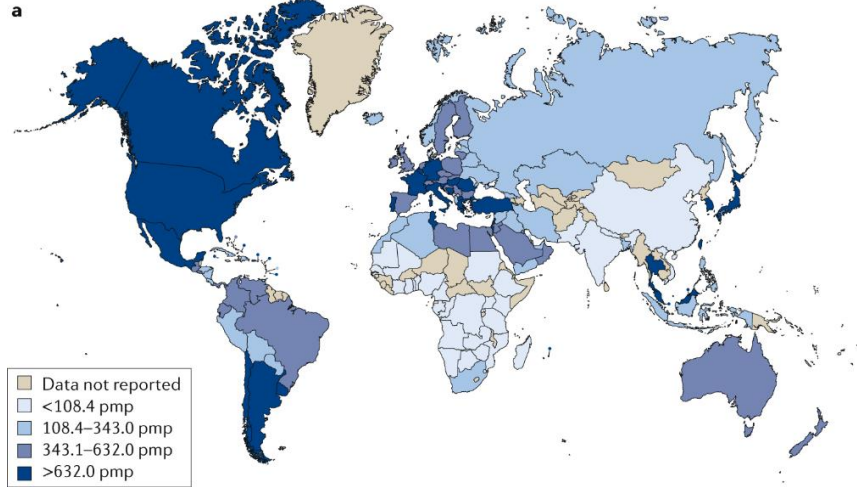 a
Data not reported
<108.4 pmp
108.4–343.0 pmp
343.1–632.0 pmp
>632.0 pmp